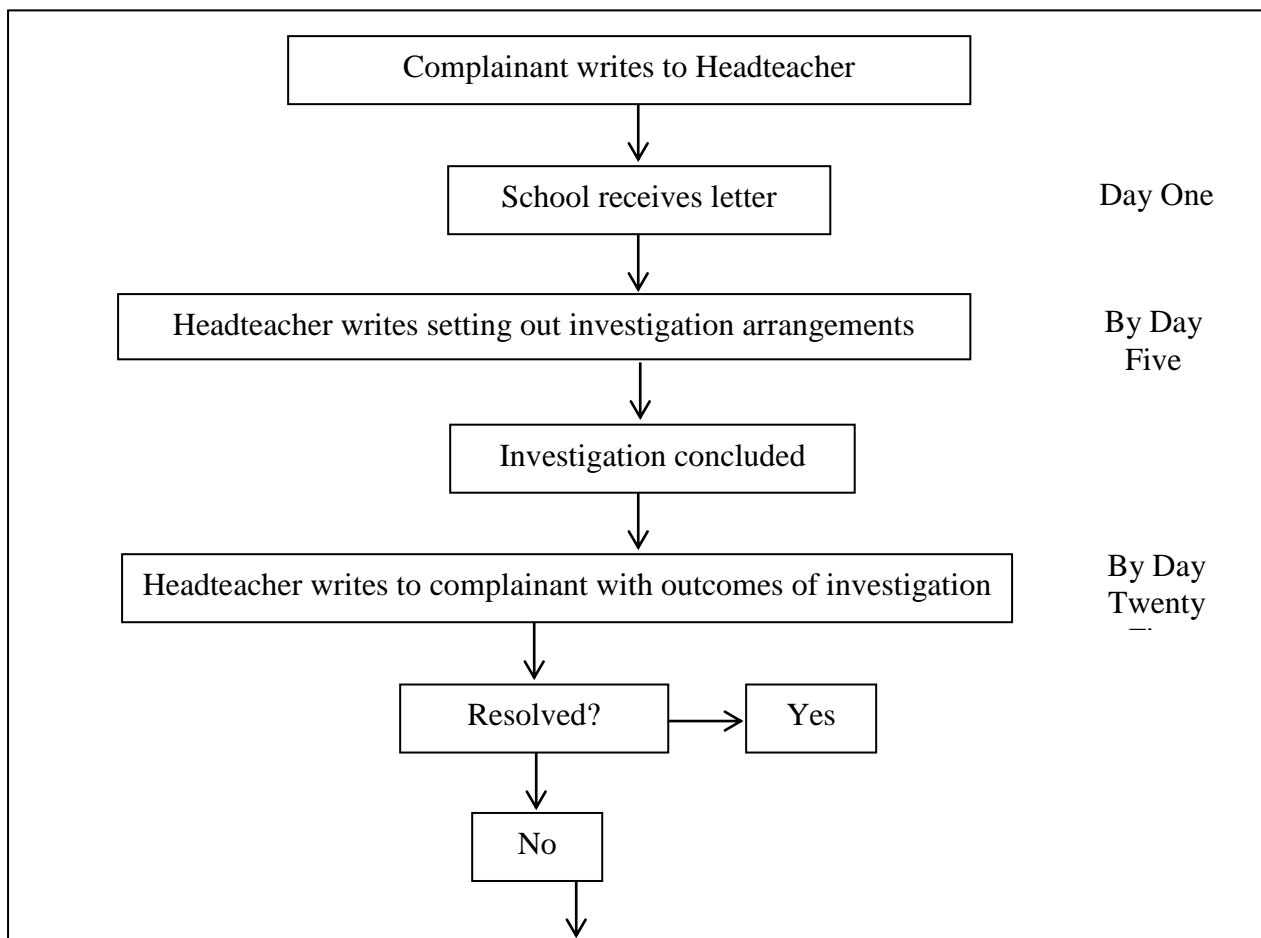 Complainant writes to Headteacher
School receives letter
Day One
Headteacher writes setting out investigation arrangements
By Day
Five
Investigation concluded
Headteacher writes to complainant with outcomes of investigation
By Day
Twenty
Resolved?
Yes
No